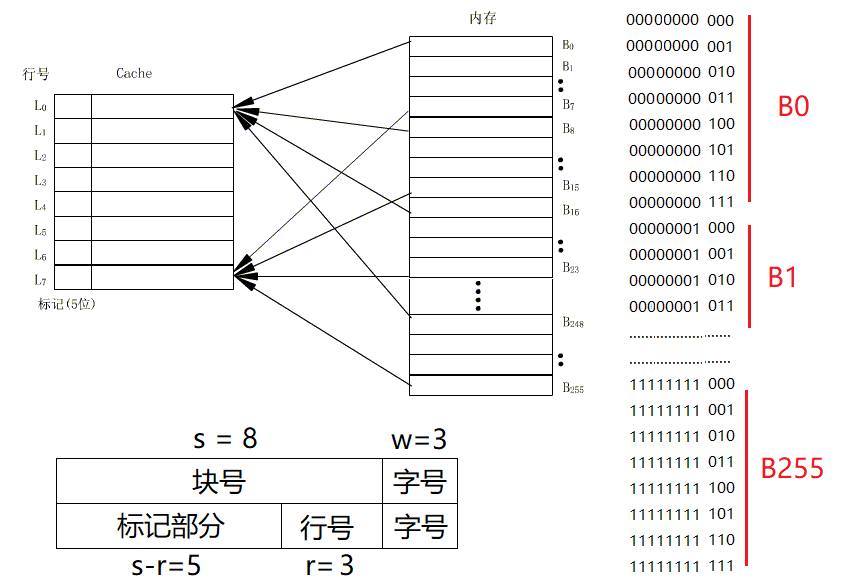 内存
行号
Cache
L0
L1
L2
L3
L4
L5
L6
L7
标记(5位)
B0
B1
B7
B8
B15
B16
B23
B248
B255
00000000 000
00000000 001
00000000 010
00000000 011
00000000 100
00000000 101
00000000 110
00000000 111
B0
00000001 000
00000001 001
00000001 010
00000001 011
B1
11111111 000
11111111 001
11111111 010
11111111 011
11111111 100
11111111 101
11111111 110
11111111 111
B255
s = 8 w=3
块号 字号
标记部分 行号 字号
s-r=5 r= 3